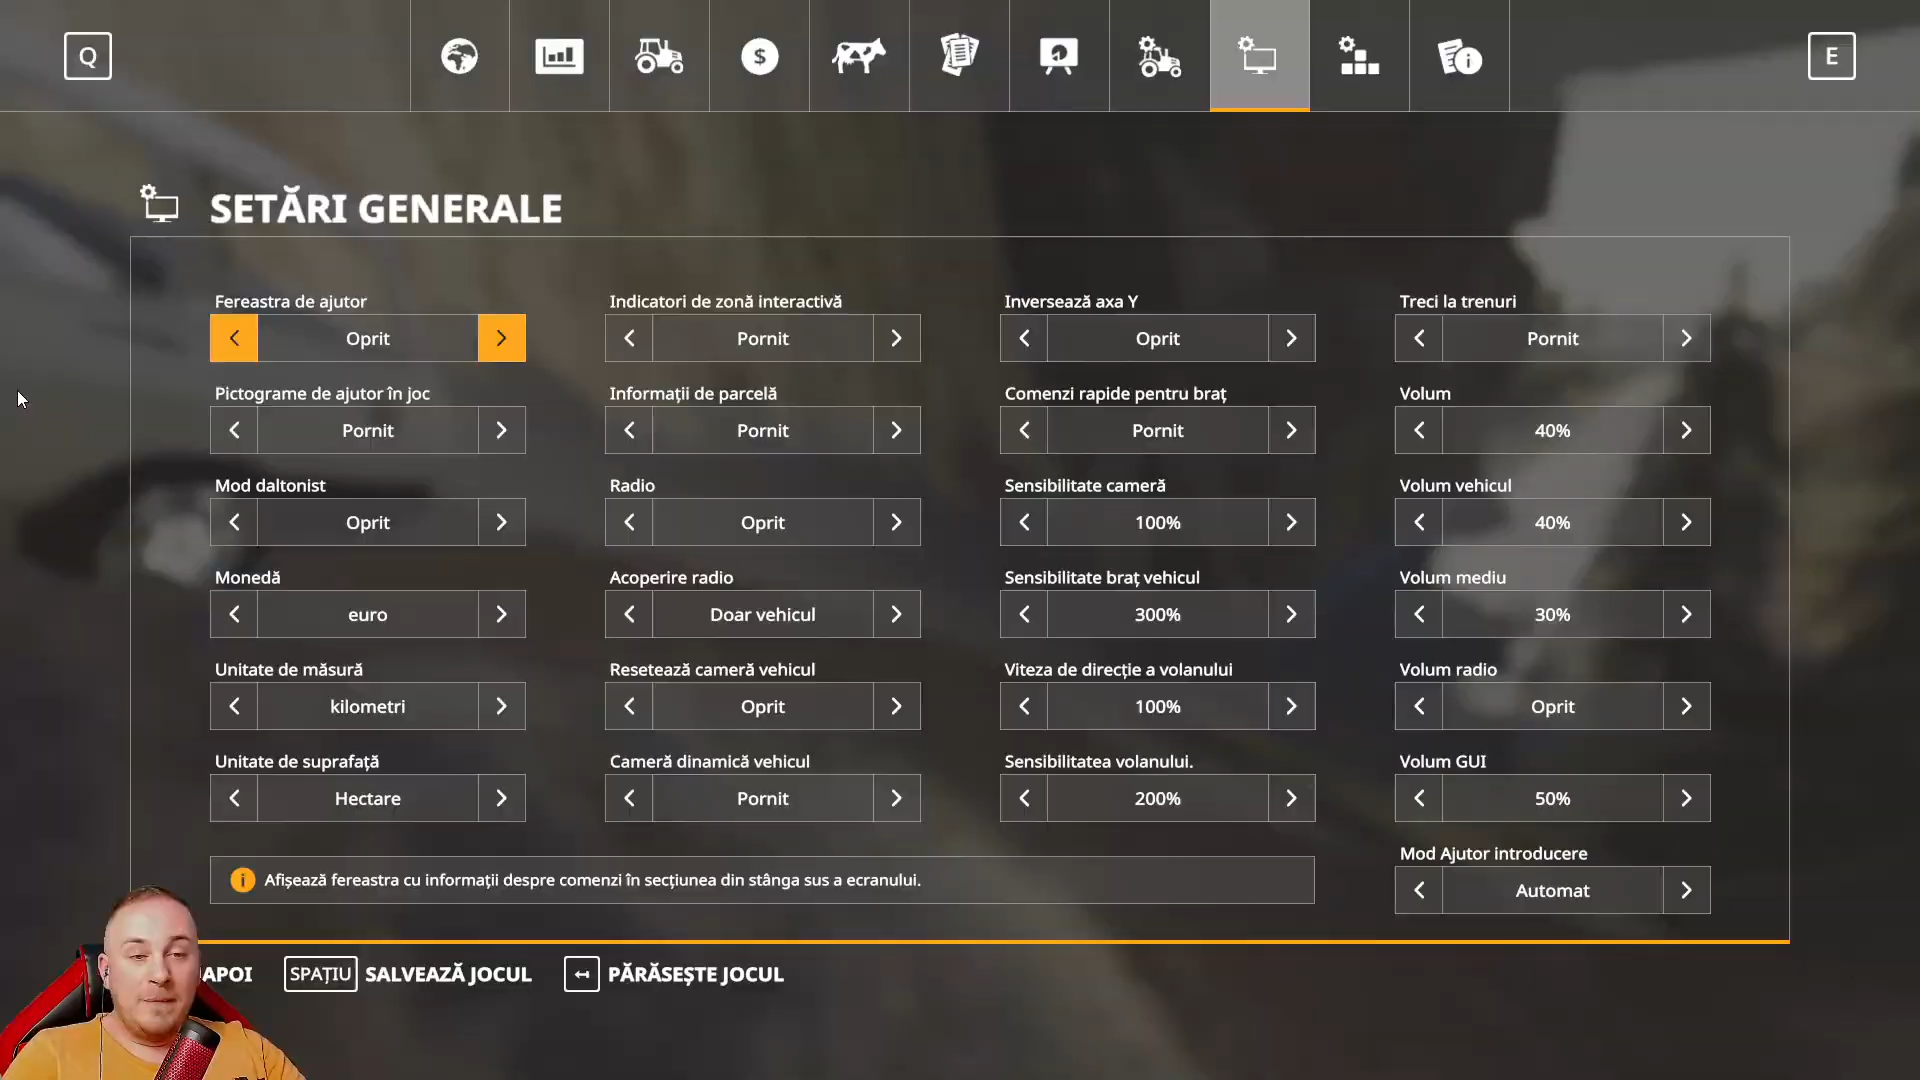 Q
E
SETĂRI GENERALE
Fereastra de ajutor
Oprit
Pictograme de ajutor în joc
Pornit
Mod daltonist
Oprit
Monedă
euro
Unitate de măsură
kilometri
Unitate de suprafață
Hectare
Indicatori de zonă interactivă
Pornit
Informații de parcelă
Pornit
Radio
Oprit
Acoperire radio
Doar vehicul
Resetează cameră vehicul
Oprit
Cameră dinamică vehicul
Pornit
Inversează axa Y
Oprit
Comenzi rapide pentru braț
Pornit
Sensibilitate cameră
100%
Sensibilitate braț vehicul
300%
Viteza de direcție a volanului
100%
Sensibilitatea volanului.
200%
Treci la trenuri
Pornit
Volum
40%
Volum vehicul
40%
Volum mediu
30%
Volum radio
Oprit
Volum GUI
50%
Mod Ajutor introducere
Automat
Afișează fereastra cu informații despre comenzi în secțiunea din stânga sus a ecranului.
APOI SPAȚIU SALVEAZĂ JOCUL PĂRĂSEȘTE JOCUL